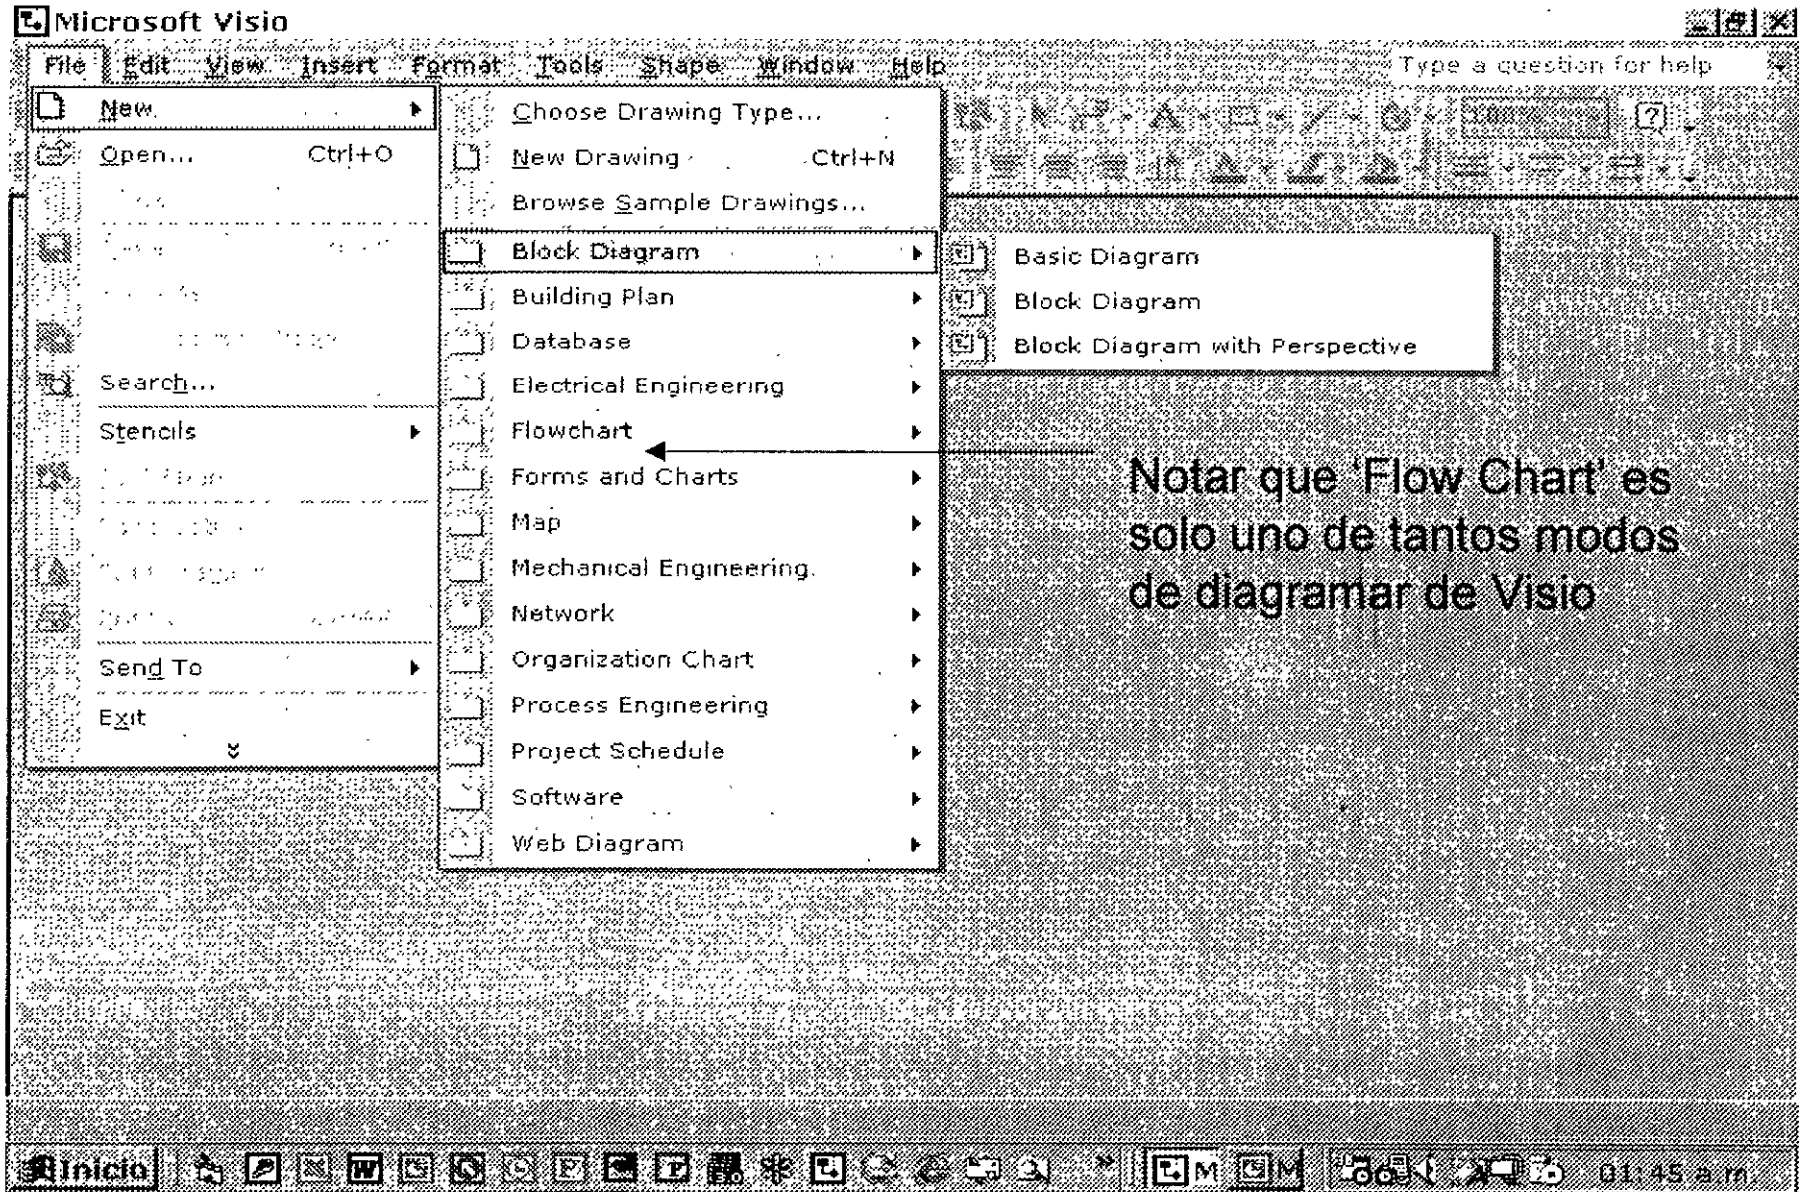 Microsoft Visio
File Edit View Insert Format Tools Shape Window Help
Type a question for help
New
Open... Ctrl+O
Search...
Stencils
Send To
Exit
Choose Drawing Type...
New Drawing Ctrl+N
Browse Sample Drawings...
Block Diagram
Building Plan
Database
Electrical Engineering
Flowchart
Forms and Charts
Map
Mechanical Engineering
Network
Organization Chart
Process Engineering
Project Schedule
Software
Web Diagram
Basic Diagram
Block Diagram
Block Diagram with Perspective
100%
Notar que 'Flow Chart' es
solo uno de tantos modos
de diagramar de Visio
Inicio
M
M
01:45 a.m.